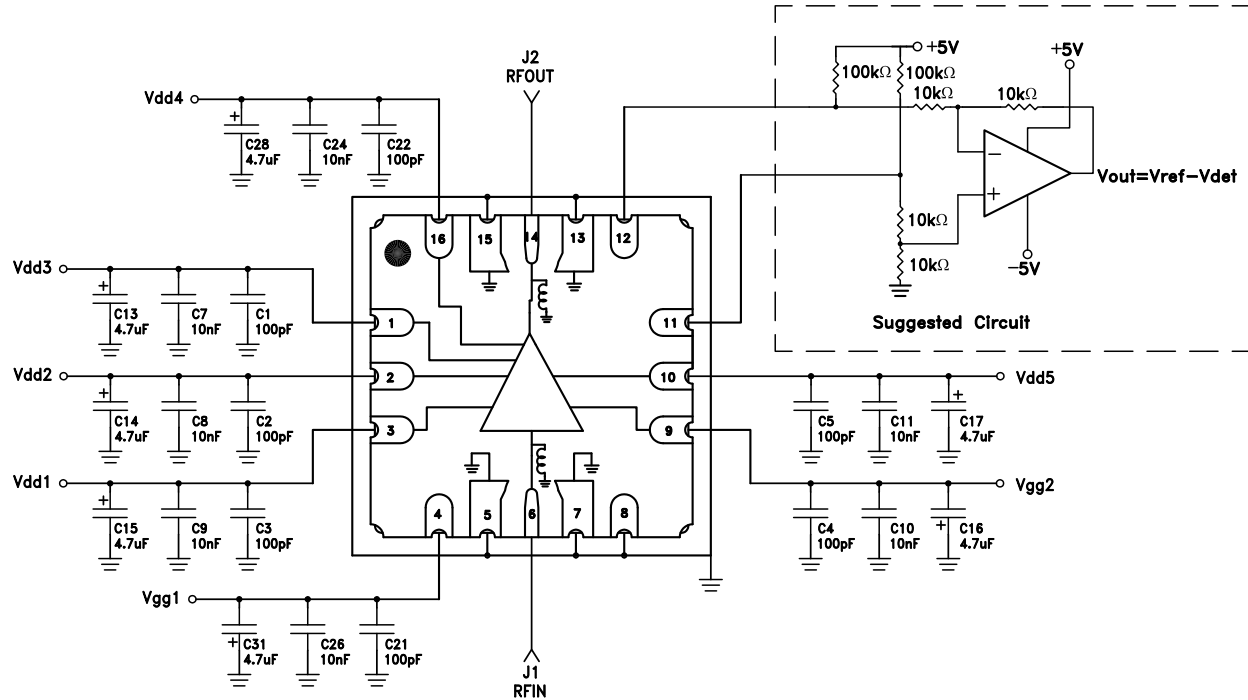 J2
RFOUT
Vdd4
+
C28
4.7uF
C24
10nF
C22
100pF
+5V
+5V
100kΩ
100kΩ
10kΩ
10kΩ
−
+
Vout=Vref−Vdet
10kΩ
10kΩ
−5V
Suggested Circuit
16
15
14
13
12
Vdd3
+
C13
4.7uF
C7
10nF
C1
100pF
1
11
Vdd2
+
C14
4.7uF
C8
10nF
C2
100pF
2
10
Vdd5
C5
100pF
C11
10nF
+
C17
4.7uF
3
9
Vdd1
+
C15
4.7uF
C9
10nF
C3
100pF
Vgg2
C4
100pF
C10
10nF
+
C16
4.7uF
4
5
6
7
8
Vgg1
+
C31
4.7uF
C26
10nF
C21
100pF
J1
RFIN